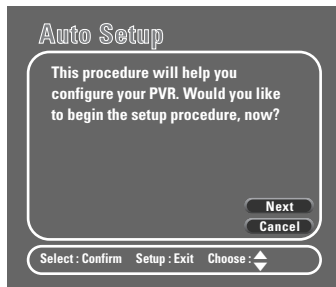 Auto Setup
This procedure will help you
configure your PVR. Would you like
to begin the setup procedure, now?
Next
Cancel
Select : Confirm Setup : Exit Choose :